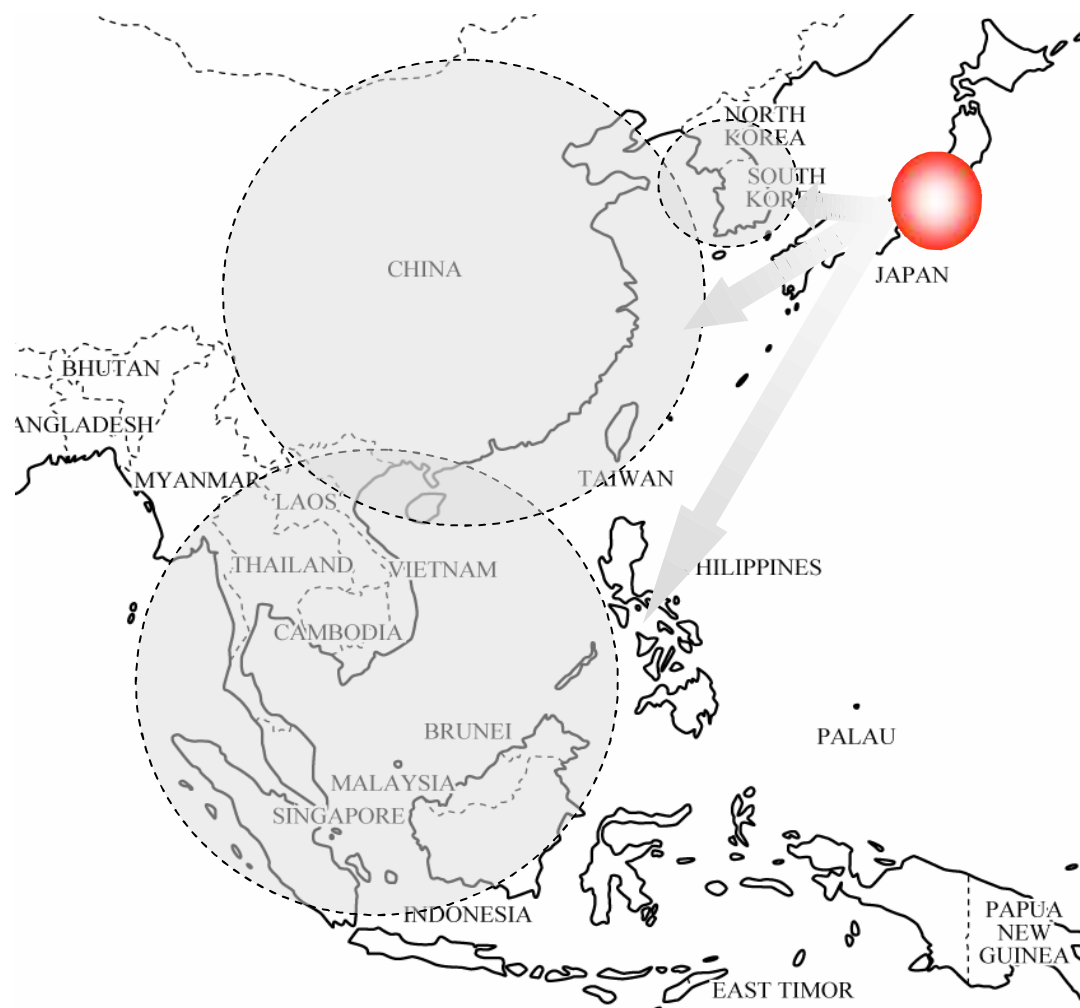 NORTH
KOREA
SOUTH
KOREA
JAPAN
CHINA
BHUTAN
ANGLADESH
MYANMAR
TAIWAN
LAOS
THAILAND
VIETNAM
HILIPPINES
CAMBODIA
BRUNEI
PALAU
MALAYSIA
SINGAPORE
INDONESIA
PAPUA
NEW
GUINEA
EAST TIMOR